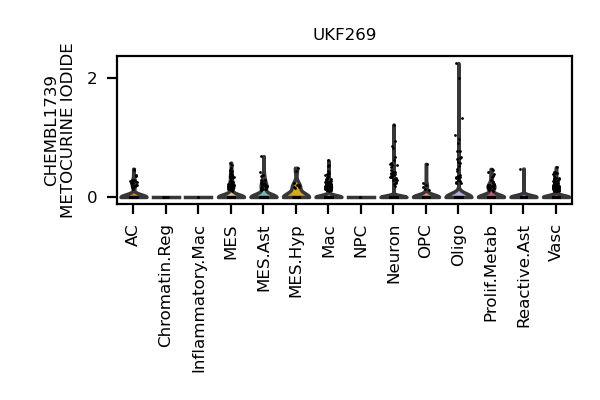 UKF269
CHEMBL1739
METOCURINE IODIDE
2
0
AC
Chromatin.Reg
Inflammatory.Mac
MES
MES.Ast
MES.Hyp
Mac
NPC
Neuron
OPC
Oligo
Prolif.Metab
Reactive.Ast
Vasc